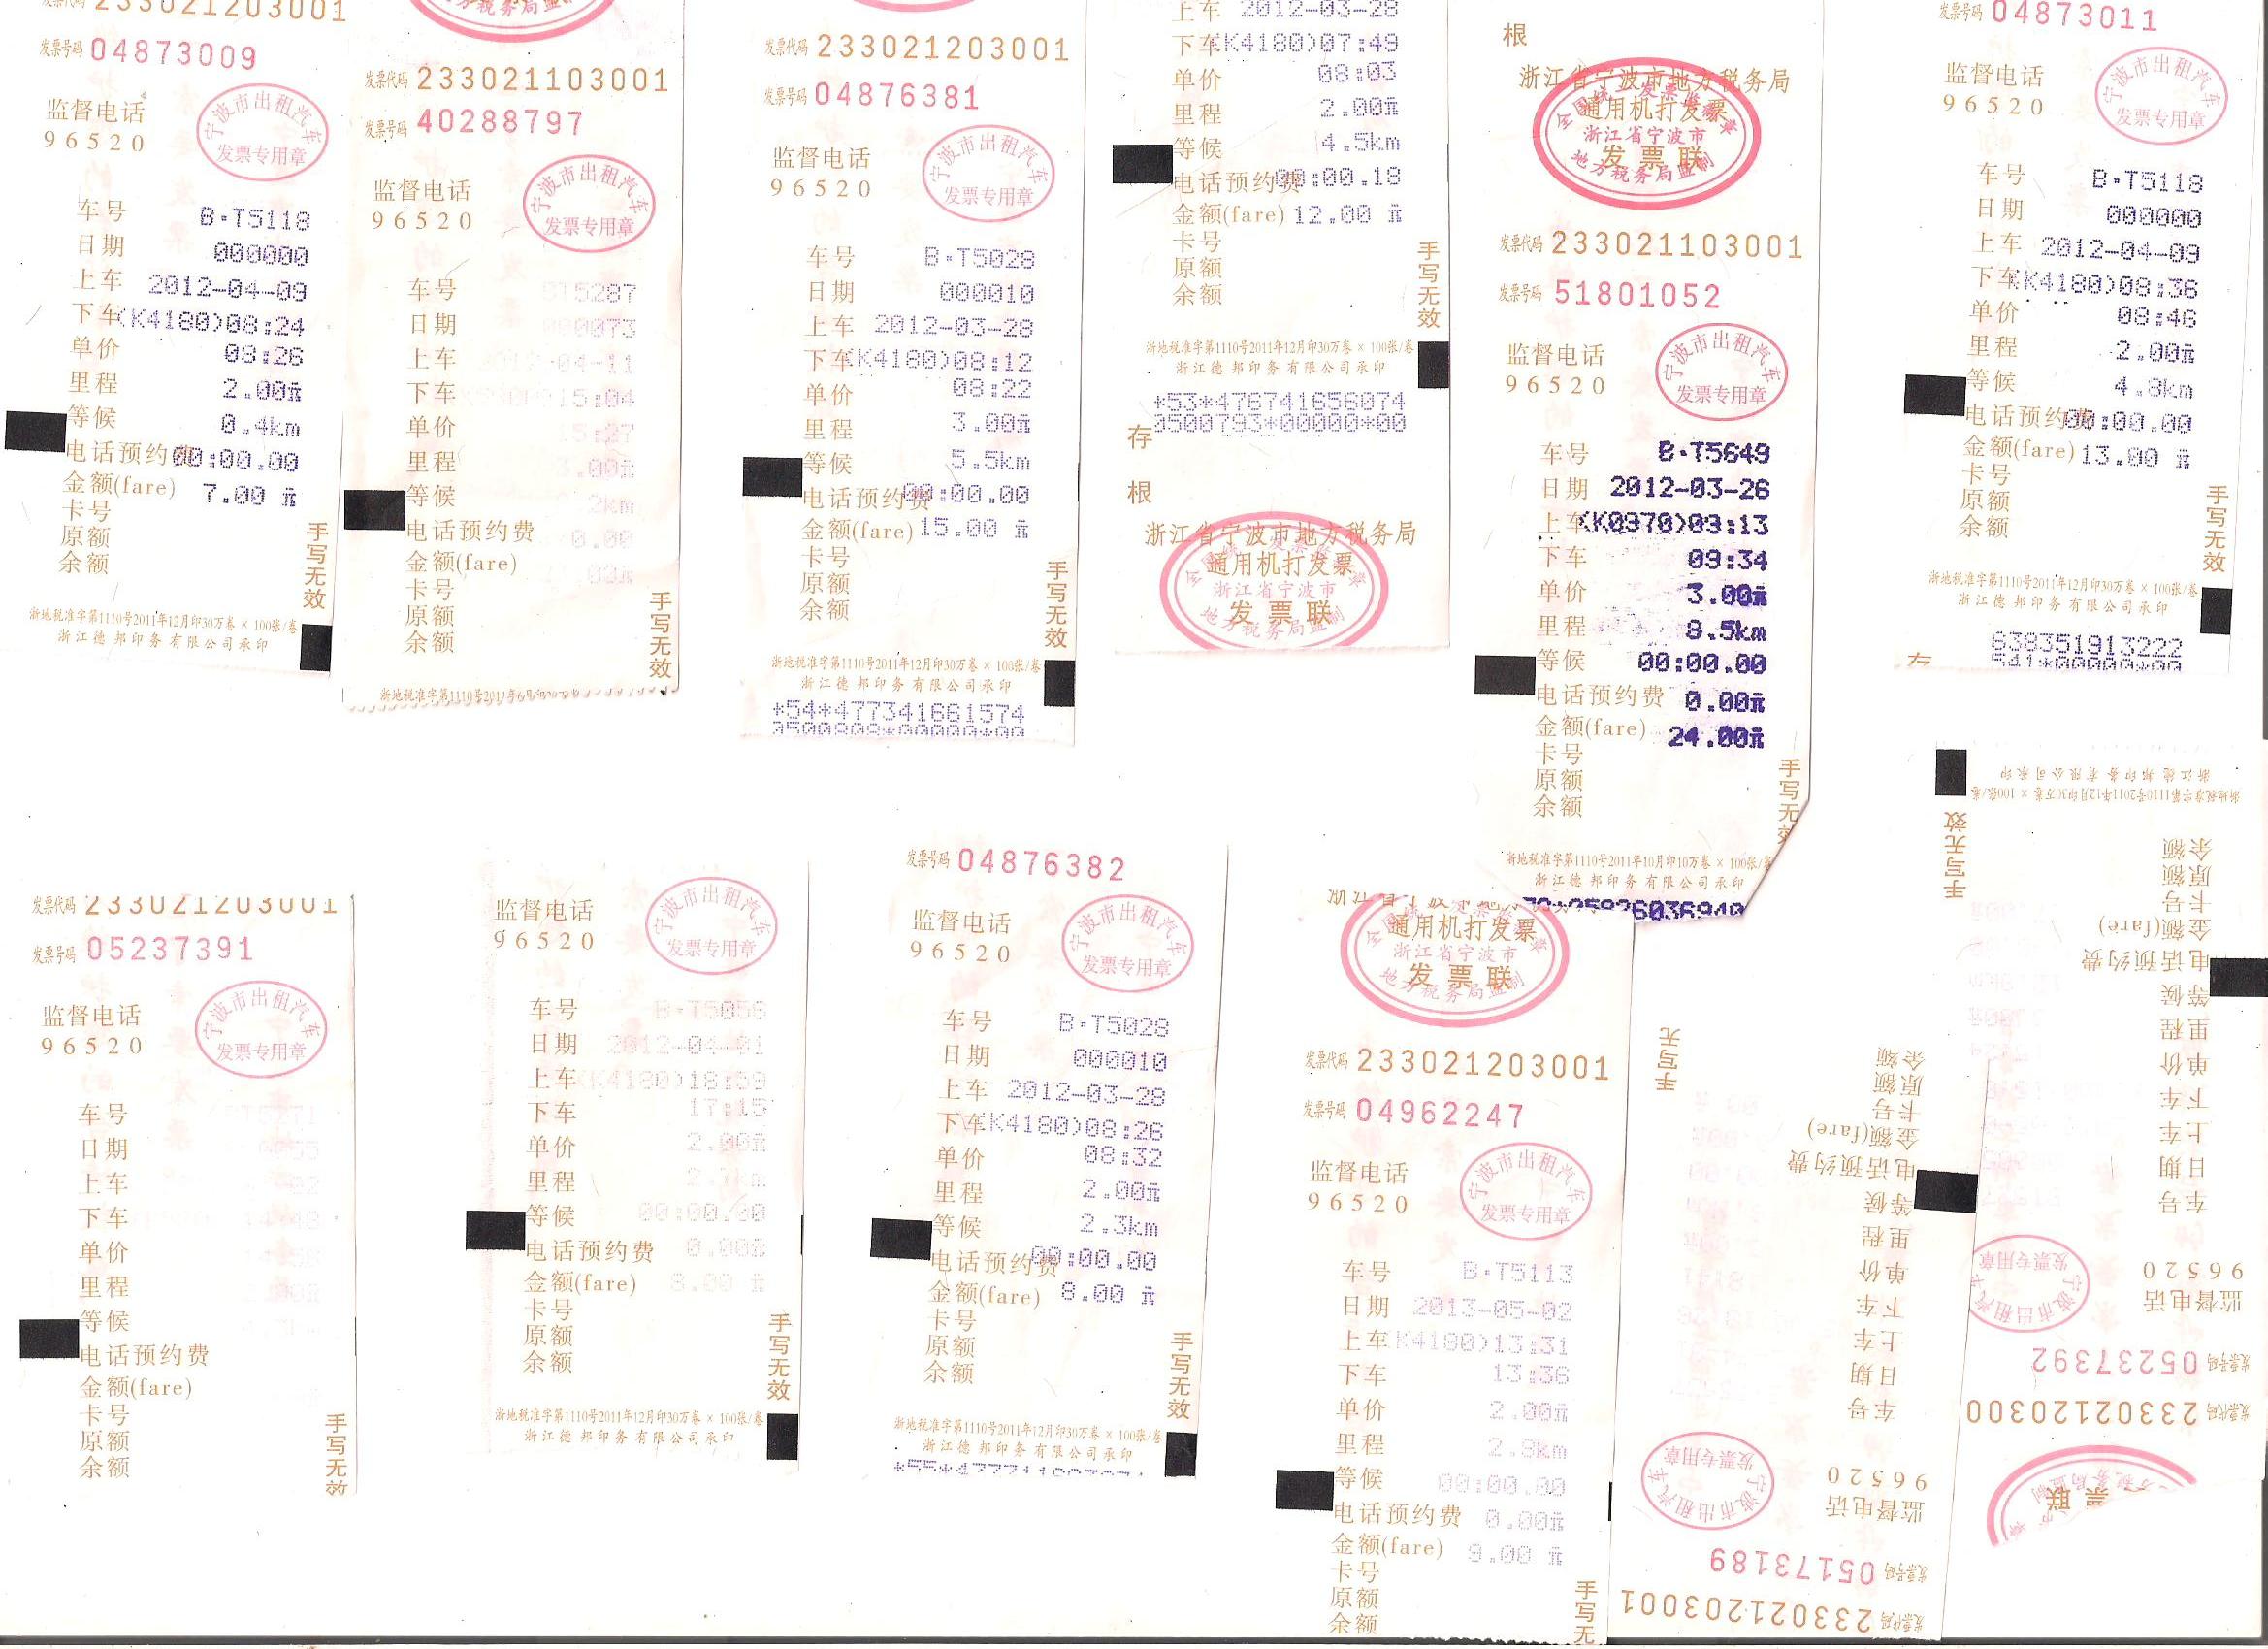 发票代码 233021203001
发票号码 04873009
监督电话
96520
宁波市出租汽车
发票专用章
车号 B·T5118
日期 000000
上车 2012-04-09
下车 (K4180)08:24
单价 08:26
里程 2.00元
等候 0.4km
电话预约费 00:00.00
金额(fare) 7.00 元
卡号
原额
余额
手写无效
浙地税准字第1110号2011年12月印30万卷×100张/卷
浙江德邦印务有限公司承印
地方税务局监制
发票代码 233021103001
发票号码 40288797
监督电话
96520
宁波市出租汽车
发票专用章
车号 5287
日期 000073
上车 04-11
下车 15:04
单价
里程
等候
电话预约费
金额(fare)
卡号
原额
余额
手写无效
发票代码 233021203001
发票号码 04876381
监督电话
96520
宁波市出租汽车
发票专用章
车号 B·T5028
日期 000010
上车 2012-03-28
下车 (K4180)08:12
单价 08:22
里程 3.00元
等候 5.5km
电话预约费 00:00.00
金额(fare) 15.00 元
卡号
原额
余额
手写无效
浙地税准字第1110号2011年12月印30万卷×100张/卷
浙江德邦印务有限公司承印
*54*477341661574
0500808*00000*00
上车 2012-03-28
下车 (K4180)07:49
单价 08:03
里程 2.00元
等候 4.5km
电话预约费 00:00.18
金额(fare) 12.00 元
卡号
原额
余额
手写无效
浙地税准字第1110号2011年12月印30万卷×100张/卷
浙江德邦印务有限公司承印
*53*476741656074
0500793*00000*00
存
根
浙江省宁波市地方税务局
通用机打发票
浙江省宁波市
发票联
地方税务局监制
根
浙江省宁波市地方税务局
全国统一发票监制章
通用机打发票
浙江省宁波市
发票联
地方税务局监制
发票代码 233021103001
发票号码 51801052
监督电话
96520
宁波市出租汽车
发票专用章
车号 B·T5649
日期 2012-03-26
上车 (K0970)09:13
下车 09:34
单价 3.00元
里程 8.5km
等候 00:00.00
电话预约费 0.00元
金额(fare) 24.00元
卡号
原额
余额
手写无效
浙地税准字第1110号2011年10月印10万卷×100张/卷
浙江德邦印务有限公司承印
发票号码 04873011
监督电话
96520
宁波市出租汽车
发票专用章
车号 B·T5118
日期 000000
上车 2012-04-09
下车 (K4180)08:36
单价 08:46
里程 2.00元
等候 4.8km
电话预约费 00:00.00
金额(fare) 13.00 元
卡号
原额
余额
手写无效
浙地税准字第1110号2011年12月印30万卷×100张/卷
浙江德邦印务有限公司承印
638351913222
541*00000*00
存
发票代码 233021203001
发票号码 05237391
监督电话
96520
宁波市出租汽车
发票专用章
车号
日期
上车
下车
单价
里程
等候
电话预约费
金额(fare)
卡号
原额
余额
手写无效
监督电话
96520
宁波市出租汽车
发票专用章
车号 B·T5056
日期 2012-04-01
上车 (K4180)16:59
下车 17:15
单价 2.00元
里程
等候 00:00.00
电话预约费 0.00元
金额(fare) 8.00 元
卡号
原额
余额
手写无效
浙地税准字第1110号2011年12月印30万卷×100张/卷
浙江德邦印务有限公司承印
发票号码 04876382
监督电话
96520
宁波市出租汽车
发票专用章
车号 B·T5028
日期 000010
上车 2012-03-28
下车 (K4180)08:26
单价 08:32
里程 2.00元
等候 2.3km
电话预约费 00:00.00
金额(fare) 8.00 元
卡号
原额
余额
手写无效
浙地税准字第1110号2011年12月印30万卷×100张/卷
浙江德邦印务有限公司承印
通用机打发票
浙江省宁波市
发票联
地方税务局监制
发票代码 233021203001
发票号码 04962247
监督电话
96520
宁波市出租汽车
发票专用章
车号 B·T5113
日期 2013-05-02
上车 (K4180)13:31
下车 13:36
单价 2.00元
里程 2.8km
等候 00:00.00
电话预约费 0.00元
金额(fare) 9.00 元
卡号
原额
余额
手写无
发票代码 233021203001
发票号码 05173189
监督电话
96520
宁波市出租汽车
发票专用章
车号
日期
上车
下车
单价
里程
等候
电话预约费
金额(fare)
卡号
原额
余额
手写无
发票联
发票代码 23302120300
发票号码 05237392
监督电话
96520
宁波市出租汽车
发票专用章
车号
日期
上车
下车
单价
里程
等候
电话预约费
金额(fare)
卡号
原额
余额
手写无效
浙地税准字第1110号2011年12月印30万卷×100张/卷
浙江德邦印务有限公司承印